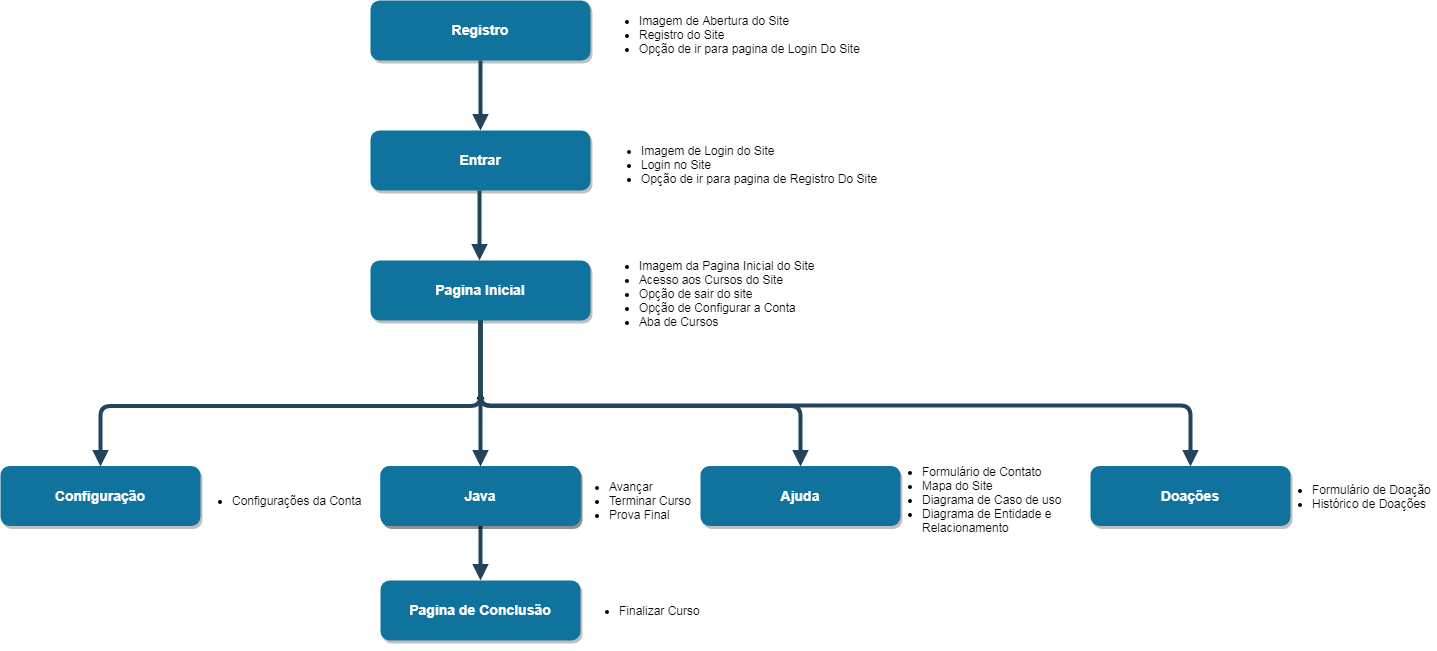 Registro
Imagem de Abertura do Site
Registro do Site
Opção de ir para pagina de Login Do Site
Entrar
Imagem de Login do Site
Login no Site
Opção de ir para pagina de Registro Do Site
Pagina Inicial
Imagem da Pagina Inicial do Site
Acesso aos Cursos do Site
Opção de sair do site
Opção de Configurar a Conta
Aba de Cursos
Configuração
Configurações da Conta
Java
Avançar
Terminar Curso
Prova Final
Ajuda
Formulário de Contato
Mapa do Site
Diagrama de Caso de uso
Diagrama de Entidade e
Relacionamento
Doações
Formulário de Doação
Histórico de Doações
Pagina de Conclusão
Finalizar Curso